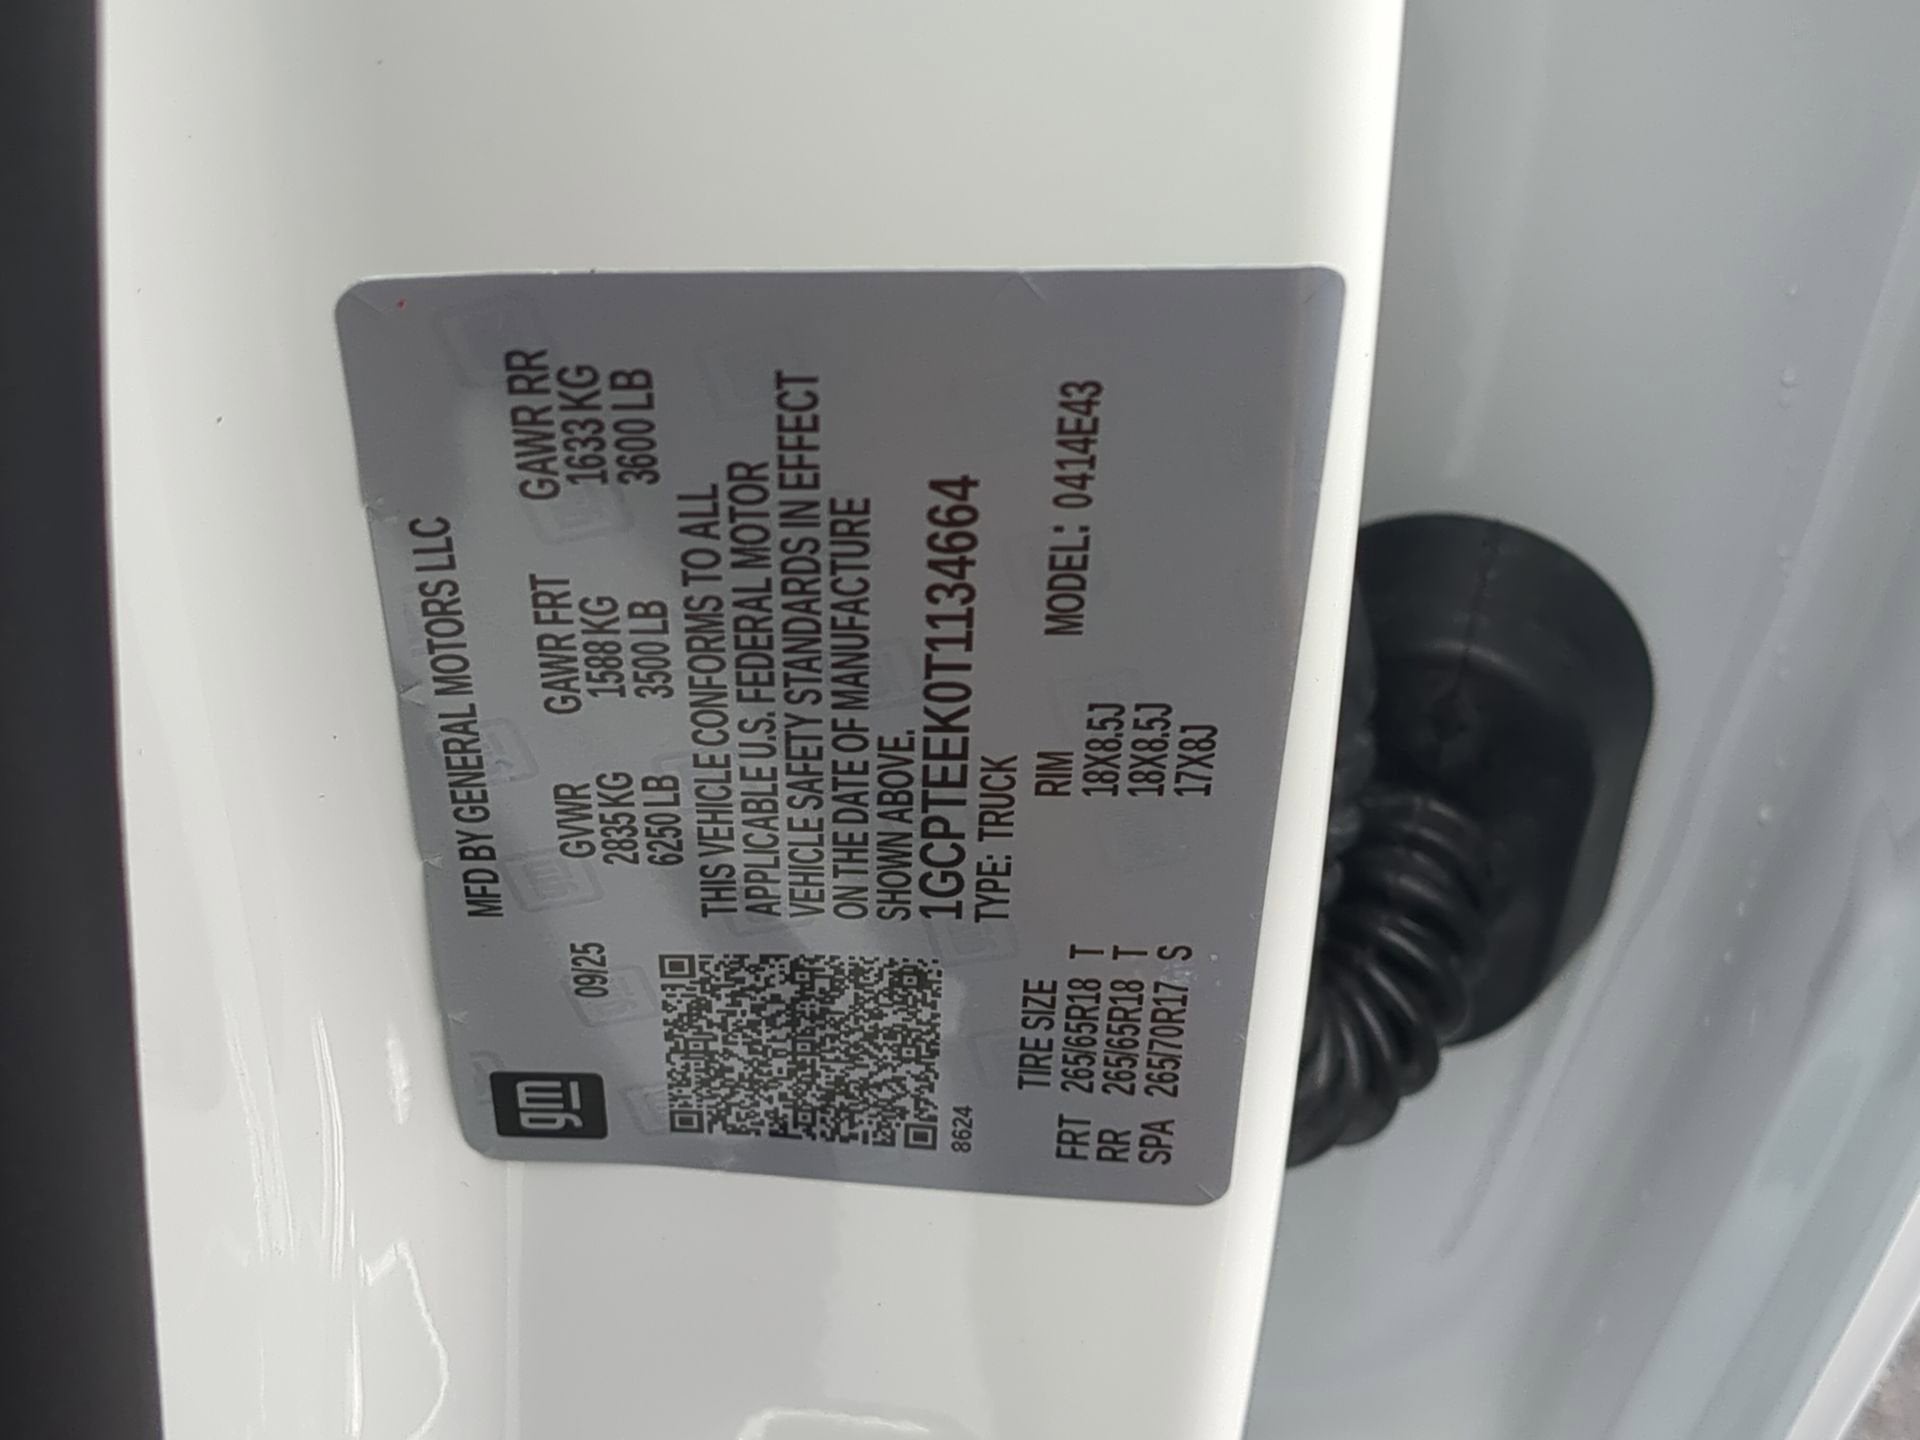 gm
MFD BY GENERAL MOTORS LLC
09/25
GVWR GAWR FRT GAWR RR
2835 KG 1588 KG 1633 KG
6250 LB 3500 LB 3600 LB
THIS VEHICLE CONFORMS TO ALL
APPLICABLE U.S. FEDERAL MOTOR
VEHICLE SAFETY STANDARDS IN EFFECT
ON THE DATE OF MANUFACTURE
SHOWN ABOVE.
8624
1GCPTEEK0T1134664
TYPE: TRUCK MODEL: 0414E43
TIRE SIZE RIM
FRT 265/65R18 T 18X8.5J
RR 265/65R18 T 18X8.5J
SPA 265/70R17 S 17X8J